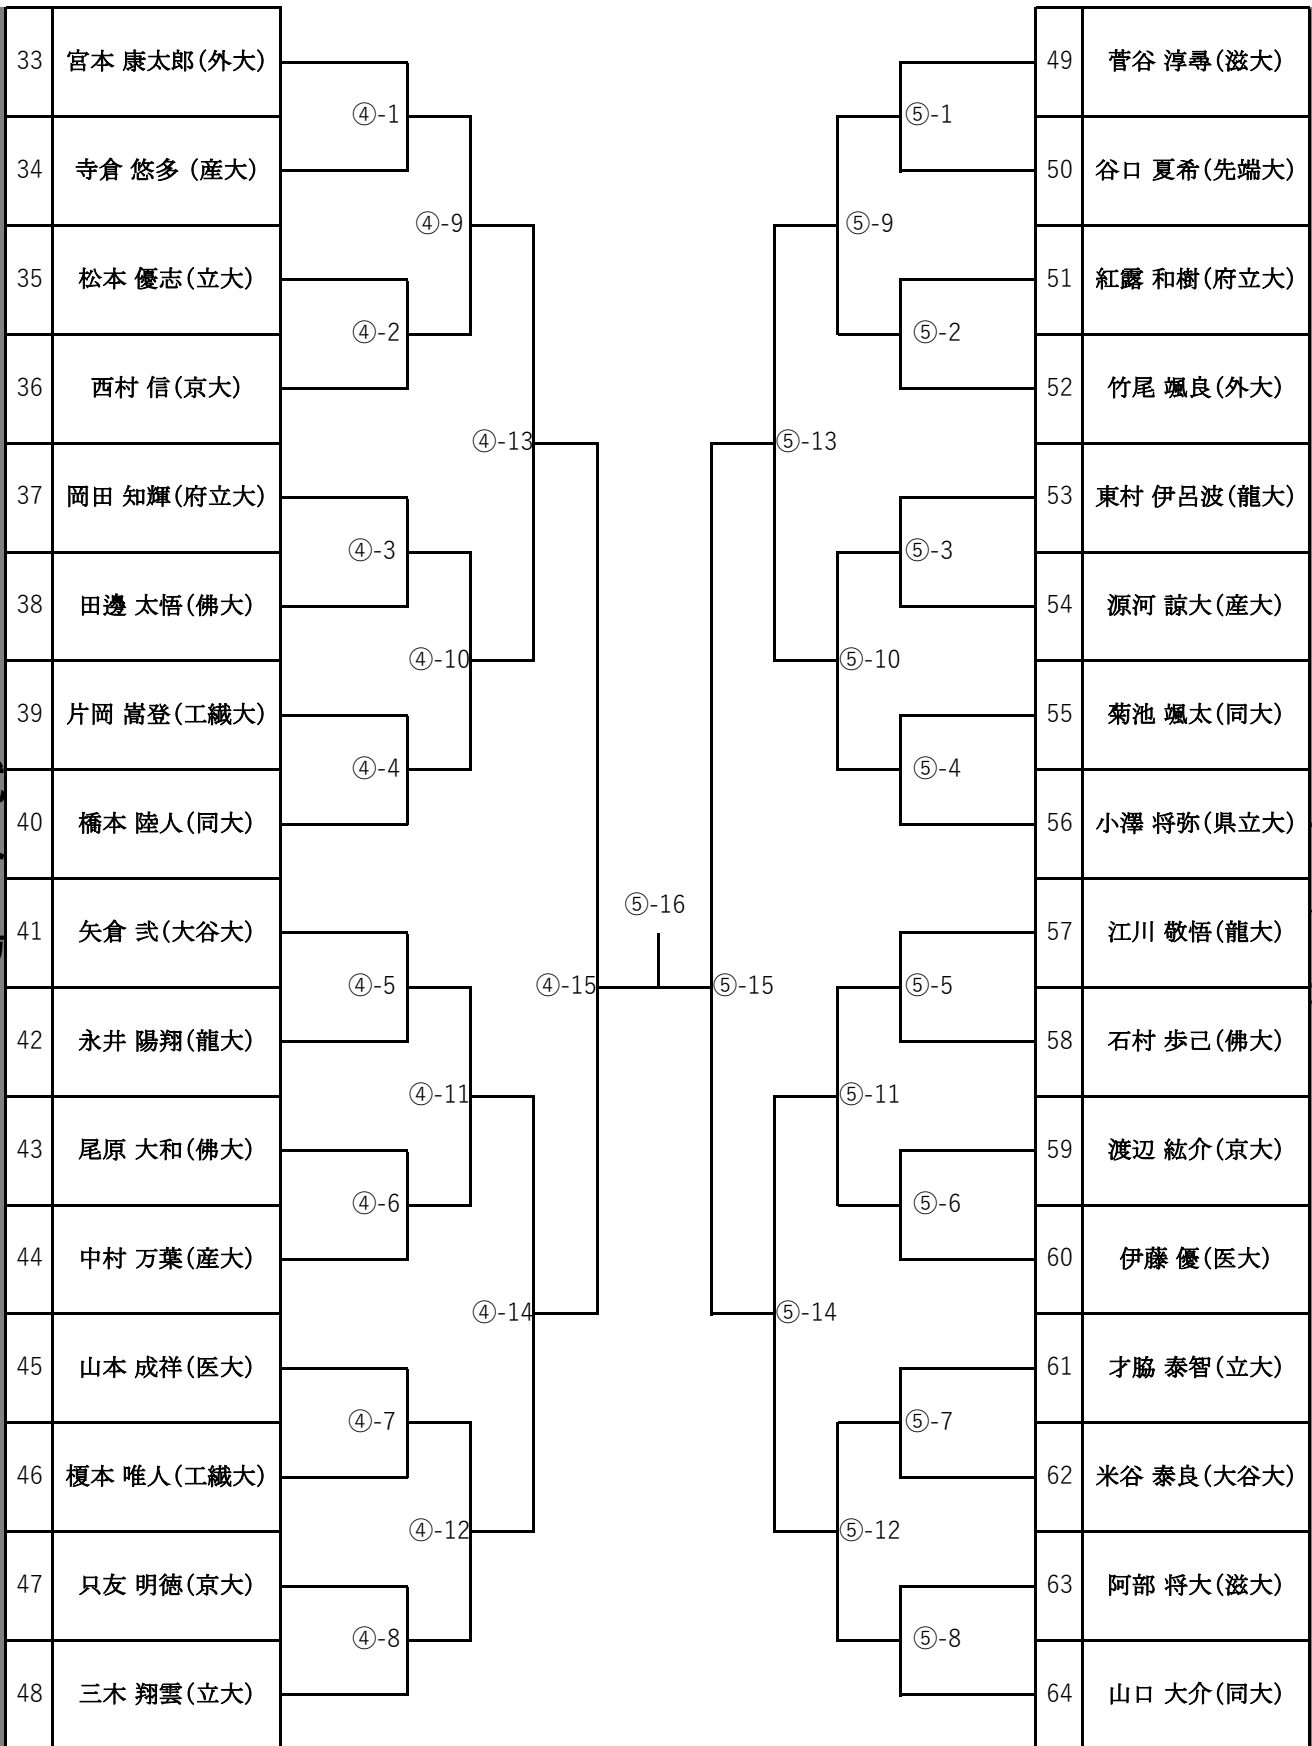 33 宮本 康太郎(外大)
34 寺倉 悠多 (産大)
35 松本 優志(立大)
36 西村 信(京大)
37 岡田 知輝(府立大)
38 田邊 太悟(佛大)
39 片岡 嵩登(工繊大)
40 橋本 陸人(同大)
41 矢倉 弐(大谷大)
42 永井 陽翔(龍大)
43 尾原 大和(佛大)
44 中村 万葉(産大)
45 山本 成祥(医大)
46 榎本 唯人(工繊大)
47 只友 明徳(京大)
48 三木 翔雲(立大)
④-1
④-2
④-3
④-4
④-5
④-6
④-7
④-8
④-9
④-10
④-11
④-12
④-13
④-14
④-15
⑤-16
⑤-15
⑤-13
⑤-14
⑤-9
⑤-10
⑤-11
⑤-12
⑤-1
⑤-2
⑤-3
⑤-4
⑤-5
⑤-6
⑤-7
⑤-8
49 菅谷 淳尋(滋大)
50 谷口 夏希(先端大)
51 紅露 和樹(府立大)
52 竹尾 颯良(外大)
53 東村 伊呂波(龍大)
54 源河 諒大(産大)
55 菊池 颯太(同大)
56 小澤 将弥(県立大)
57 江川 敬悟(龍大)
58 石村 歩己(佛大)
59 渡辺 紘介(京大)
60 伊藤 優(医大)
61 才脇 泰智(立大)
62 米谷 泰良(大谷大)
63 阿部 将大(滋大)
64 山口 大介(同大)